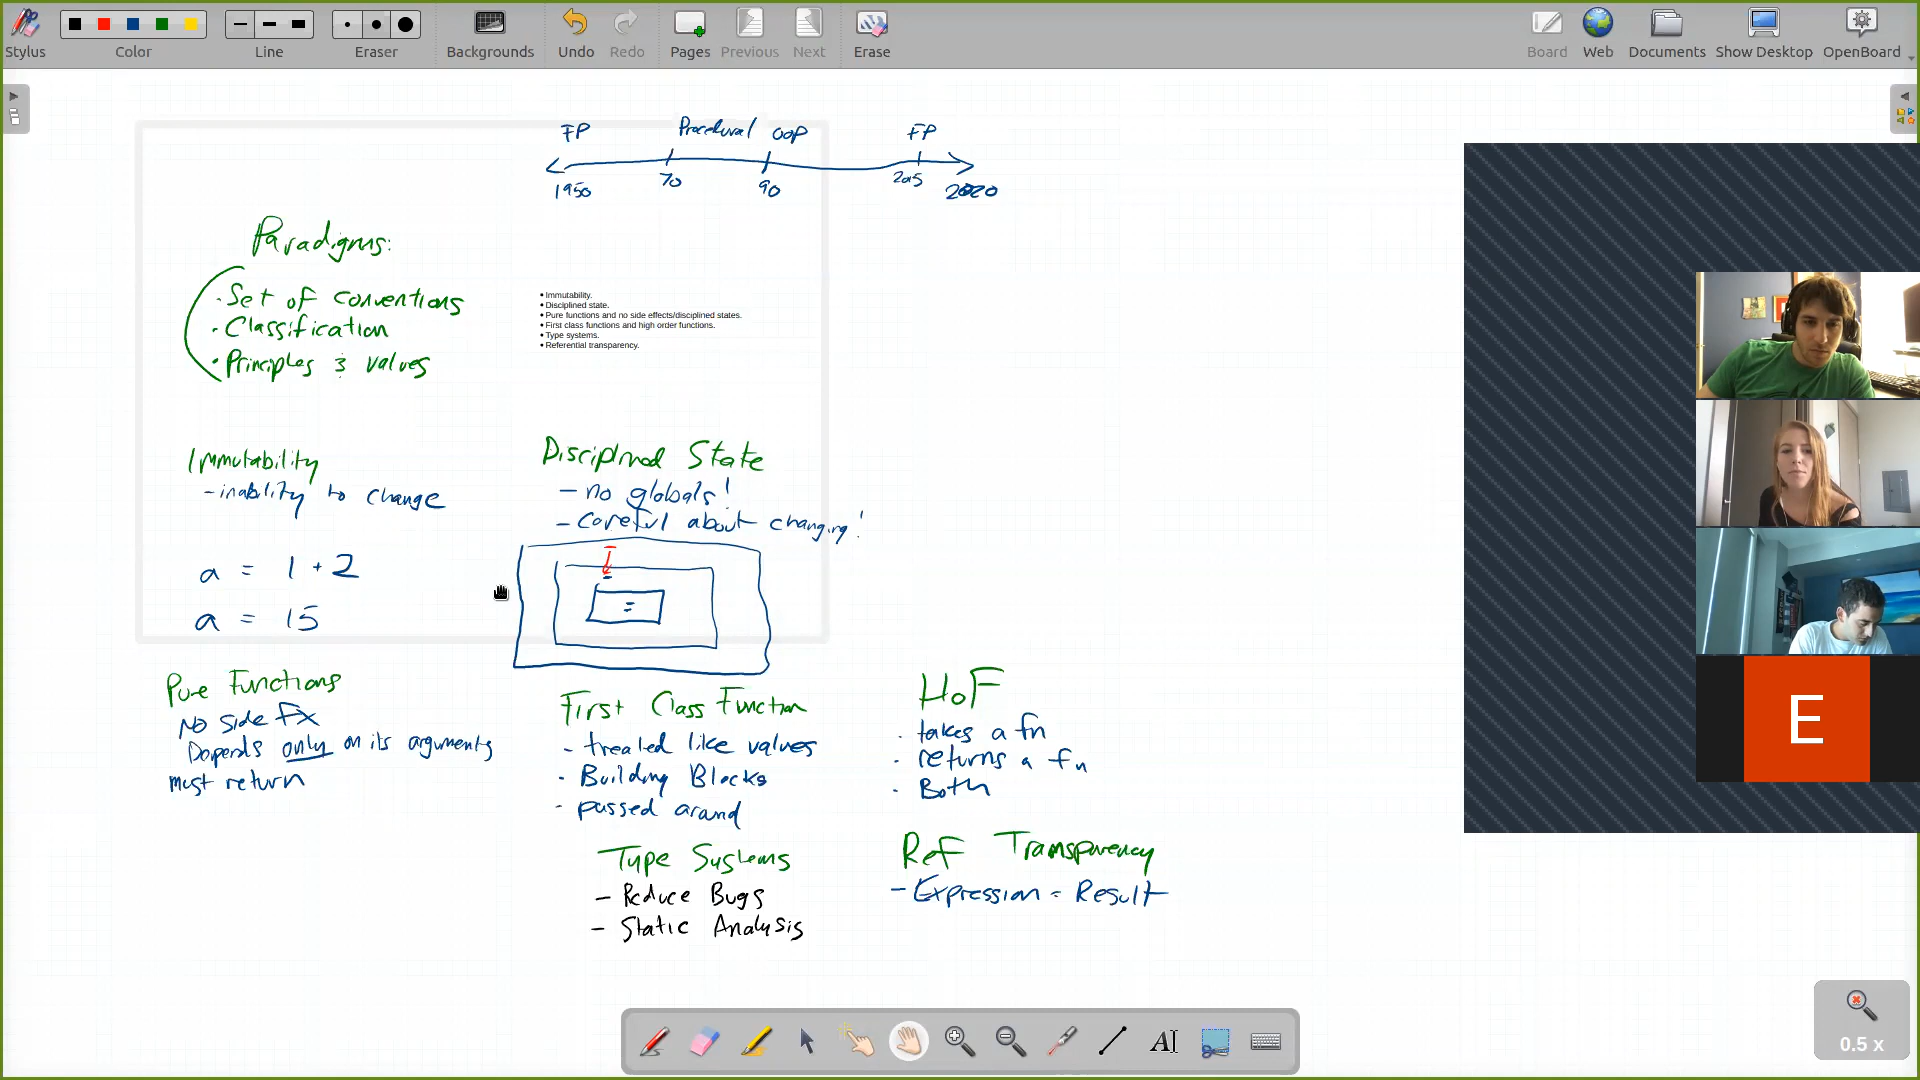 Stylus
Color
Line
Eraser
Backgrounds
Undo
Redo
Pages
Previous
Next
Erase
Board
Web
Documents
Show Desktop
OpenBoard
FP
Procedural
OOP
FP
1950
70
90
2015
2020
Paradigms:
· Set of conventions
· Classification
· Principles & values
• Immutability.
• Disciplined state.
• Pure functions and no side effects/disciplined states.
• First class functions and high order functions.
• Type systems.
• Referential transparency.
Immutability
- inability to change
a = 1 + 2
a = 15
Disciplined State
- no globals!
- Careful about changing!
=
Pure Functions
No side FX
Depends only on its arguments
must return
First Class Function
- treated like values
· Building Blocks
· passed around
HoF
· takes a fn
· returns a fn
· Both
Type Systems
- Reduce Bugs
- Static Analysis
Ref Transparency
- Expression = Result
E
AI
0.5 x